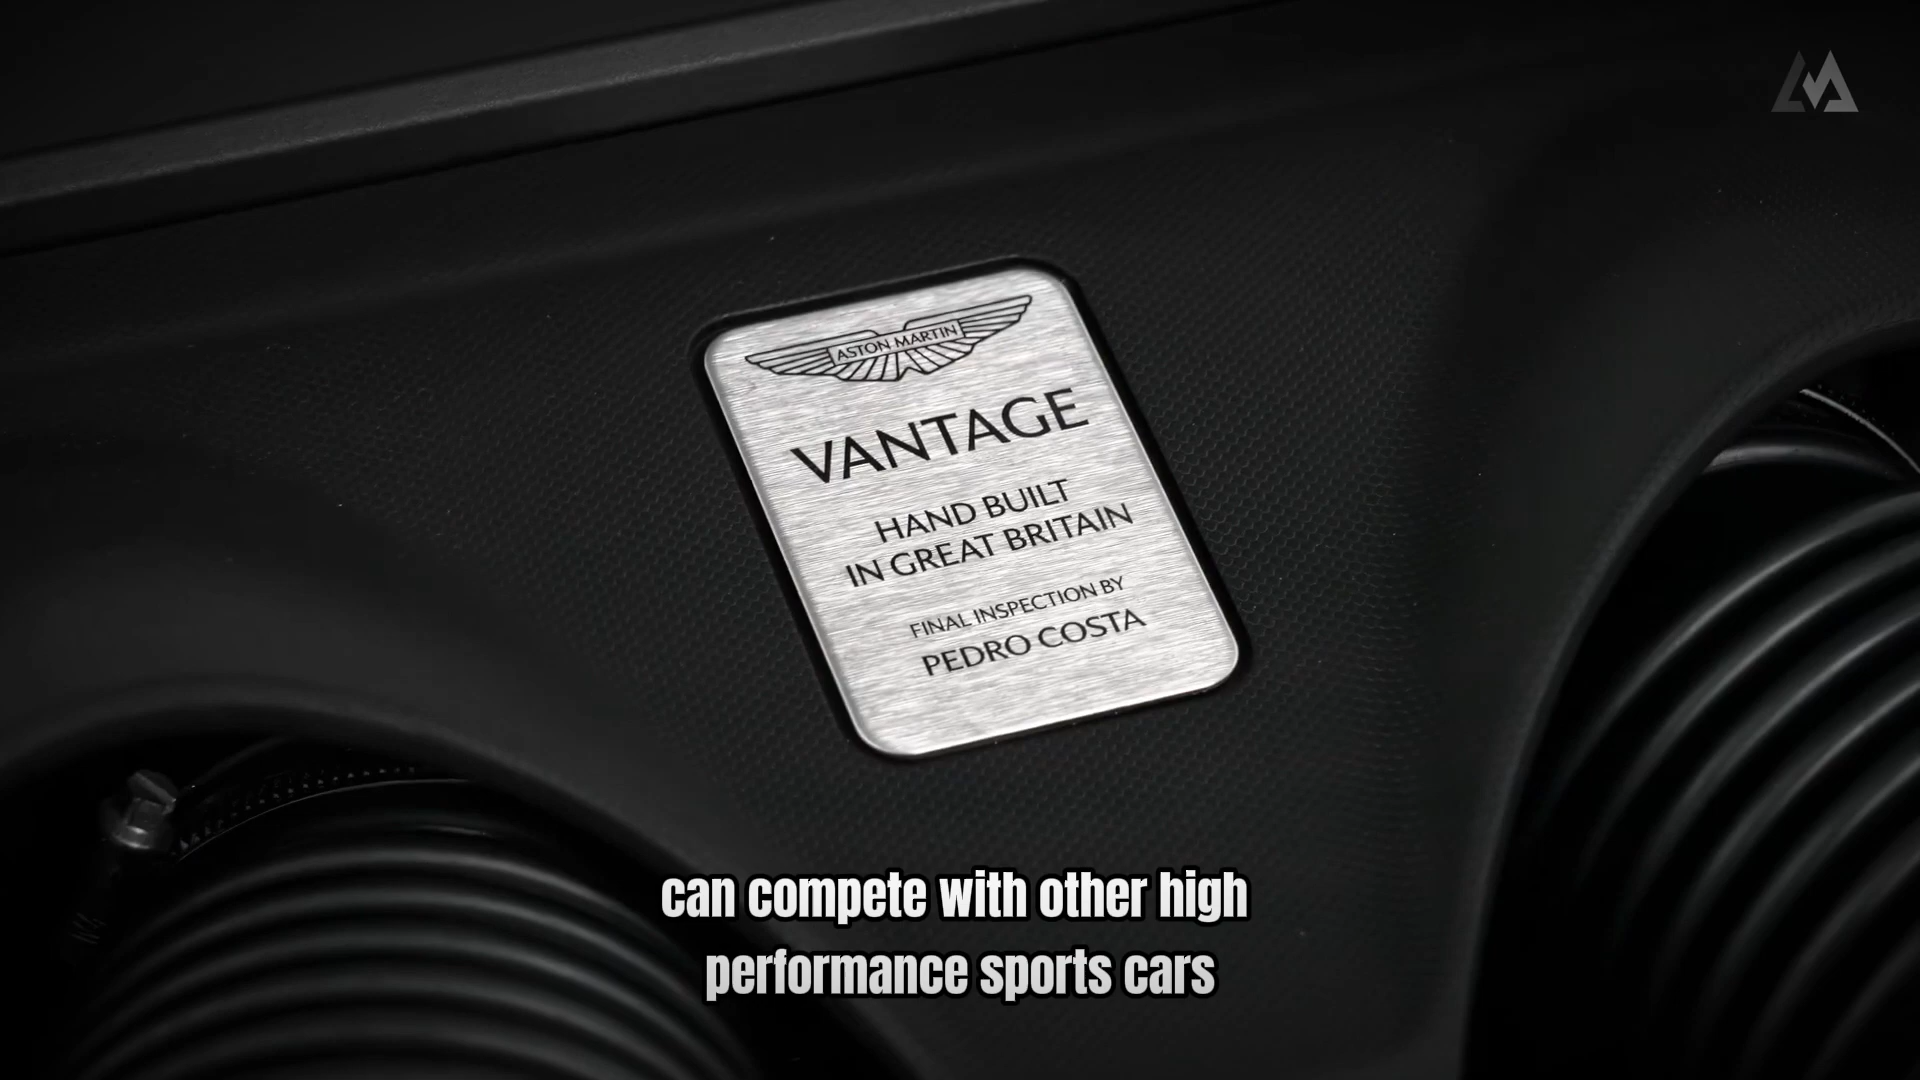 ASTON MARTIN
VANTAGE
HAND BUILT
IN GREAT BRITAIN
FINAL INSPECTION BY
PEDRO COSTA
can compete with other high
performance sports cars